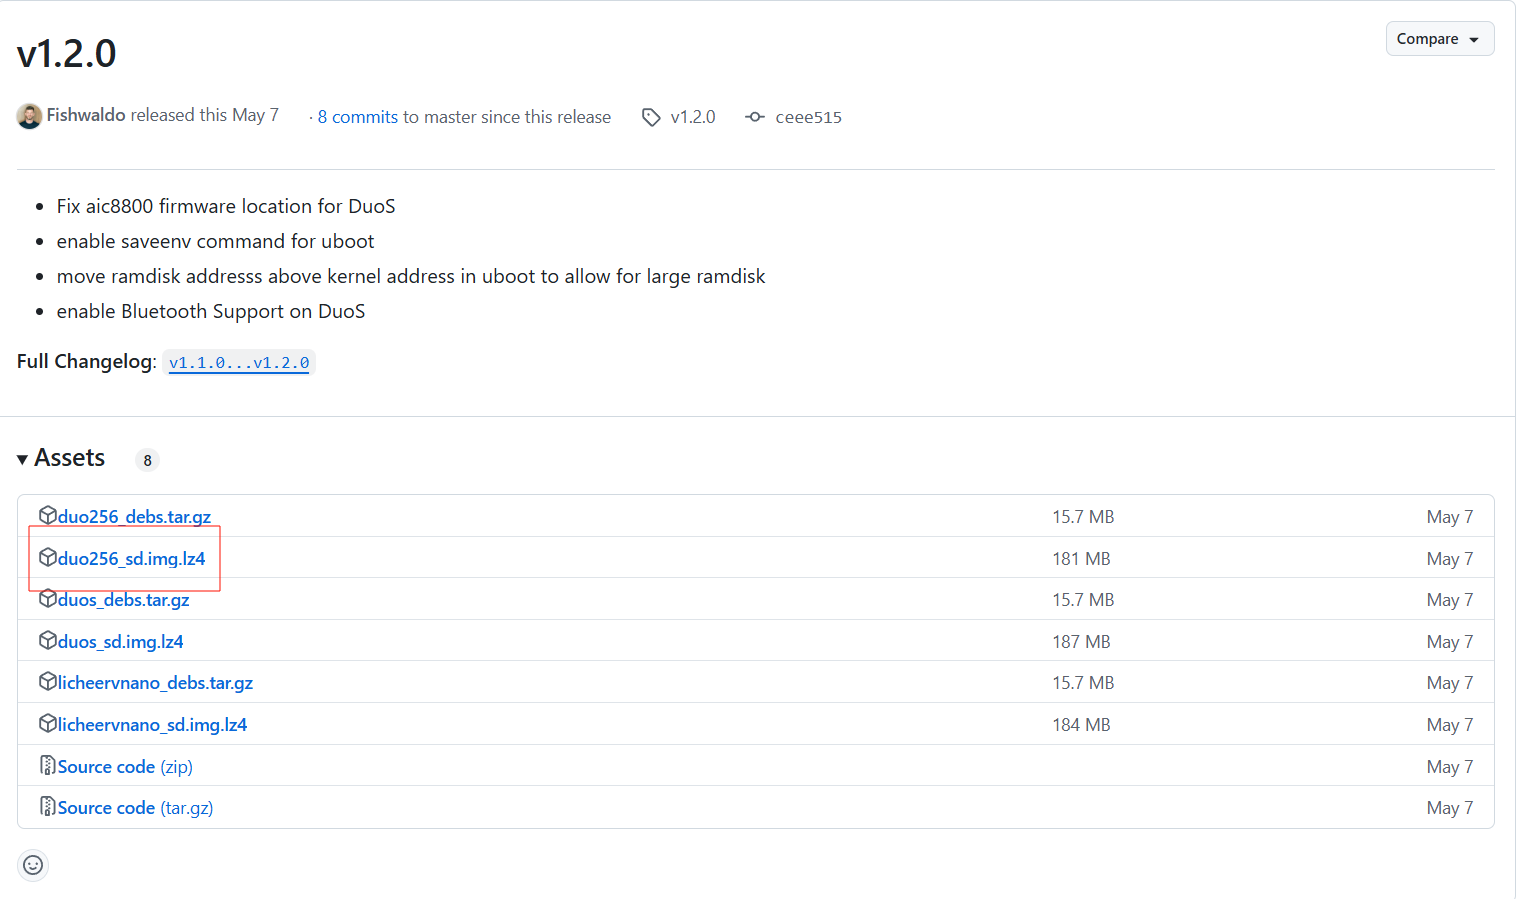 v1.2.0
Compare
Fishwaldo released this May 7 · 8 commits to master since this release v1.2.0 ceee515
• Fix aic8800 firmware location for DuoS
• enable saveenv command for uboot
• move ramdisk addresss above kernel address in uboot to allow for large ramdisk
• enable Bluetooth Support on DuoS
Full Changelog: v1.1.0...v1.2.0
Assets 8
duo256_debs.tar.gz 15.7 MB May 7
duo256_sd.img.lz4 181 MB May 7
duos_debs.tar.gz 15.7 MB May 7
duos_sd.img.lz4 187 MB May 7
licheervnano_debs.tar.gz 15.7 MB May 7
licheervnano_sd.img.lz4 184 MB May 7
Source code (zip) May 7
Source code (tar.gz) May 7